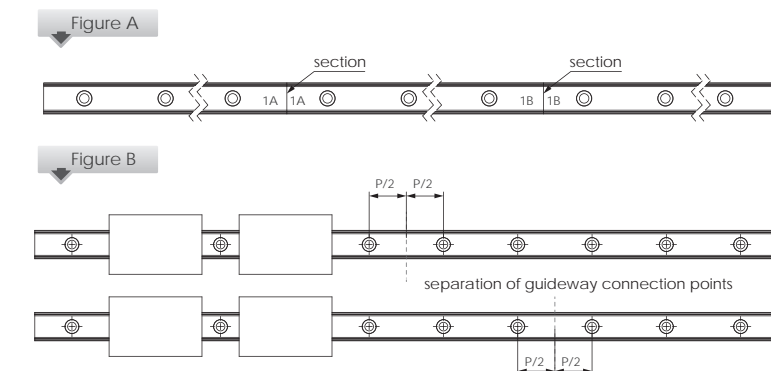 Figure A
section section
1A 1A 1B 1B
Figure B
P/2 P/2
separation of guideway connection points
P/2 P/2